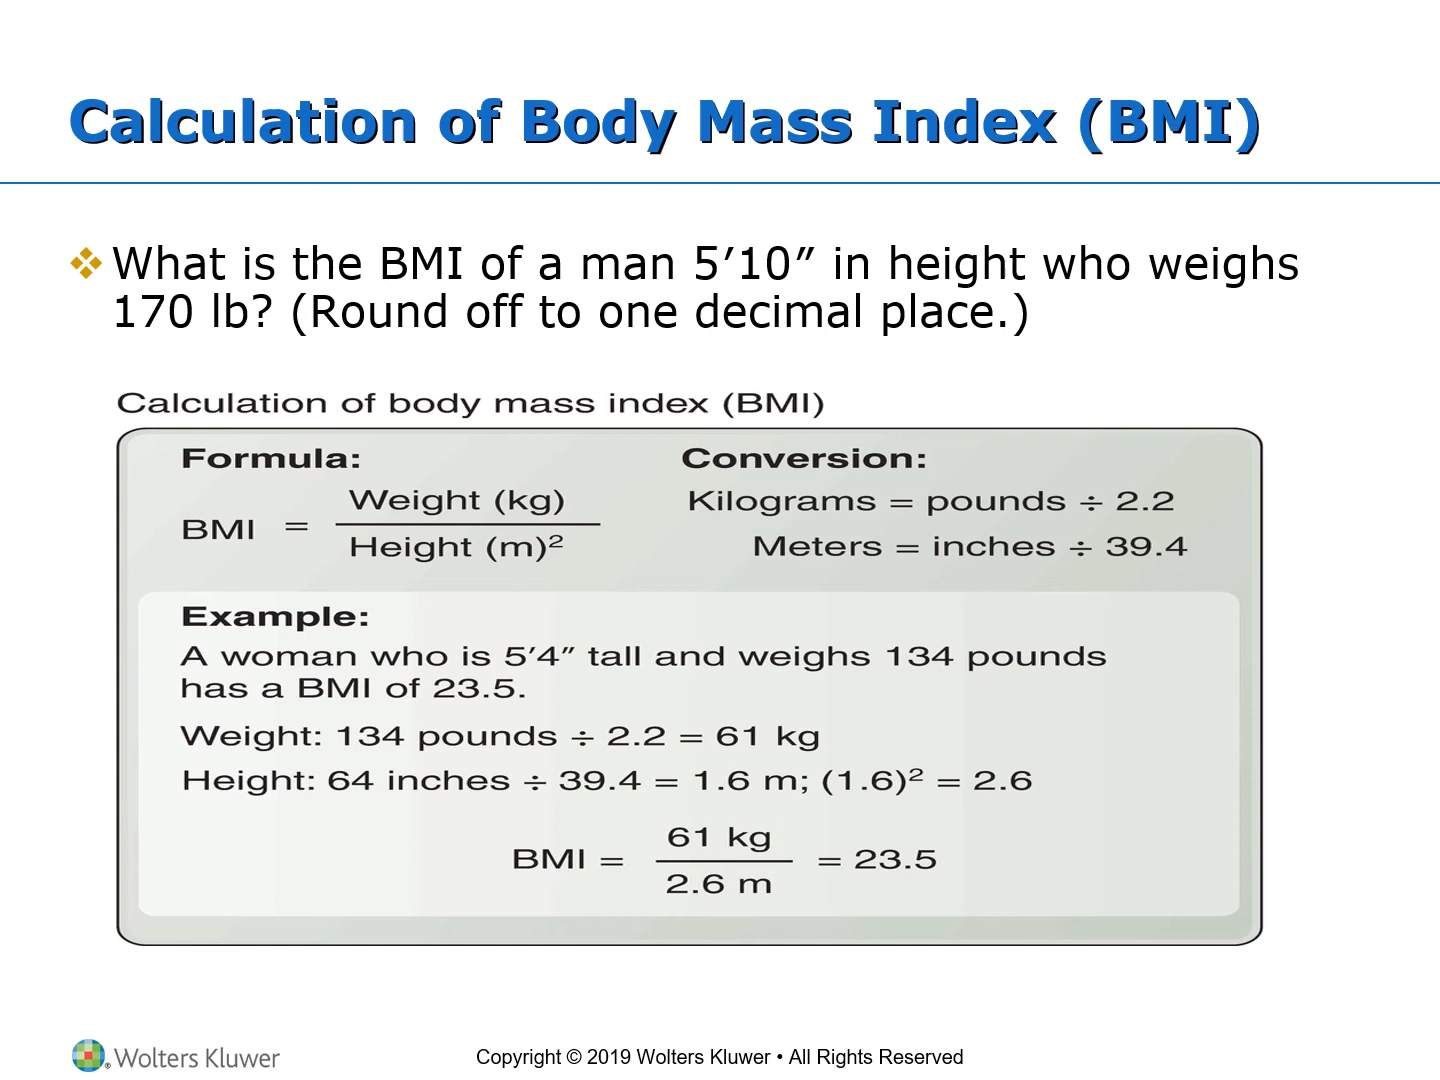 Calculation of Body Mass Index (BMI)
❖ What is the BMI of a man 5′10″ in height who weighs
170 lb? (Round off to one decimal place.)
Calculation of body mass index (BMI)
Formula:
BMI = Weight (kg) / Height (m)²
Conversion:
Kilograms = pounds ÷ 2.2
Meters = inches ÷ 39.4
Example:
A woman who is 5′4″ tall and weighs 134 pounds
has a BMI of 23.5.
Weight: 134 pounds ÷ 2.2 = 61 kg
Height: 64 inches ÷ 39.4 = 1.6 m; (1.6)² = 2.6
BMI = 61 kg / 2.6 m = 23.5
Wolters Kluwer
Copyright © 2019 Wolters Kluwer • All Rights Reserved